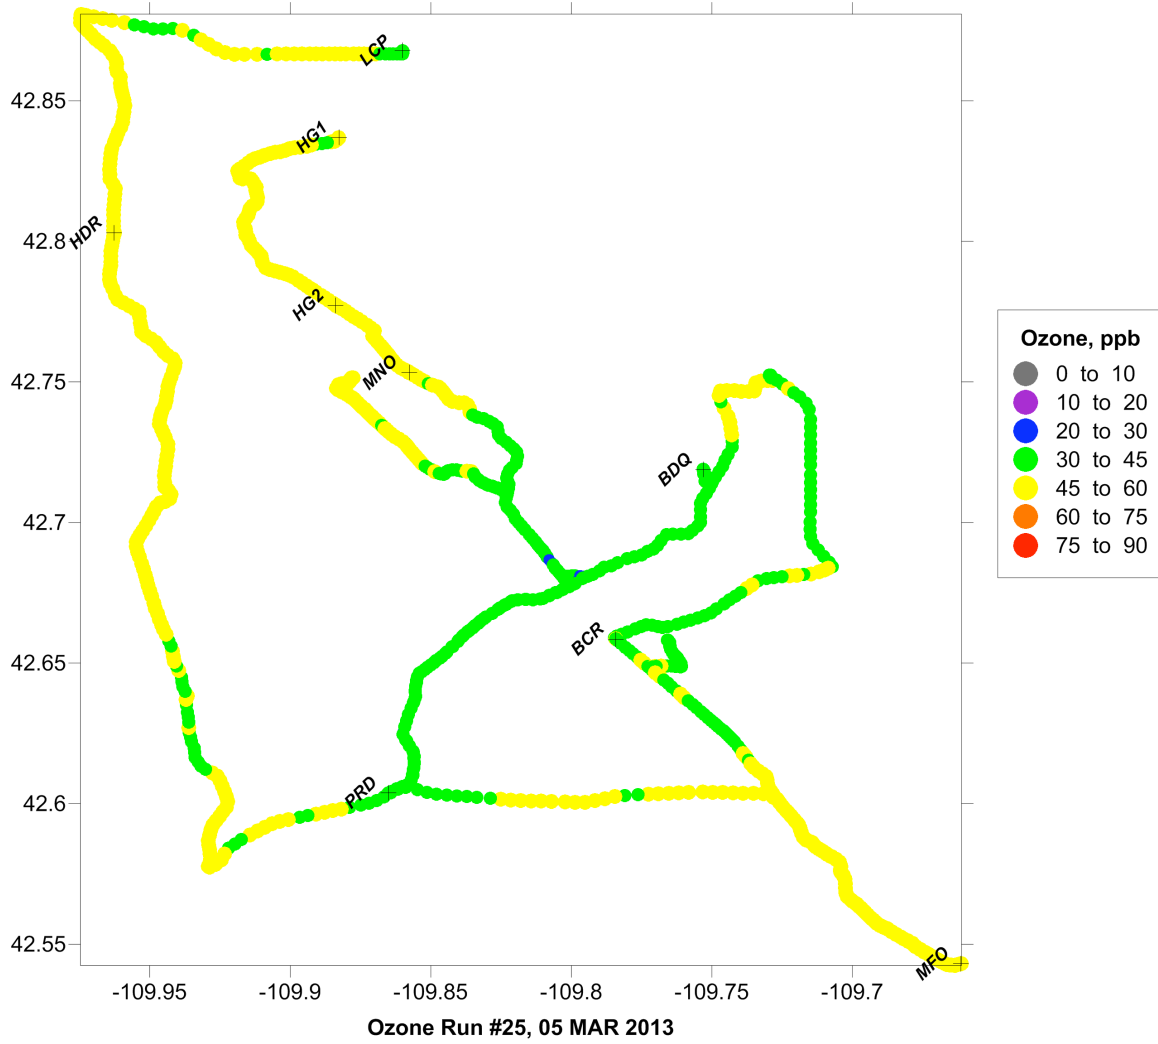 LCP
42.85
HG1
HDR
42.8
HG2
MNO
42.75
BDQ
42.7
BCR
42.65
PRD
42.6
42.55
MFO
-109.95 -109.9 -109.85 -109.8 -109.75 -109.7
Ozone Run #25, 05 MAR 2013
Ozone, ppb
0 to 10
10 to 20
20 to 30
30 to 45
45 to 60
60 to 75
75 to 90